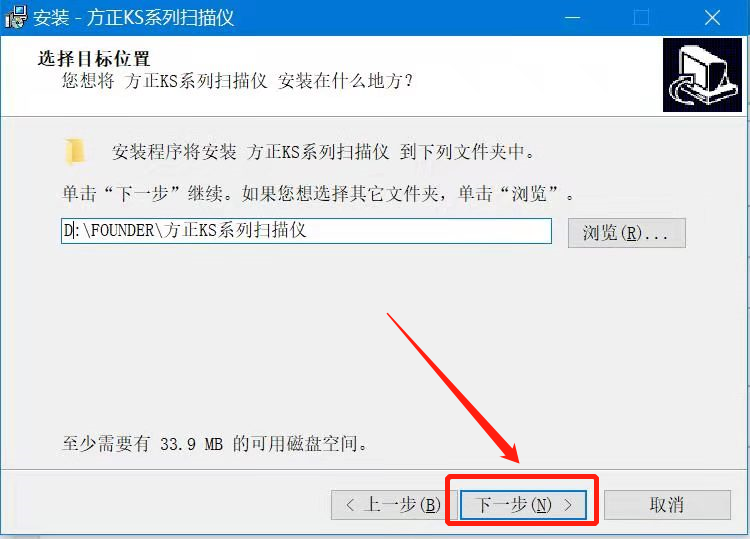 安装 - 方正KS系列扫描仪
选择目标位置
您想将 方正KS系列扫描仪 安装在什么地方?
安装程序将安装 方正KS系列扫描仪 到下列文件夹中。
单击“下一步”继续。如果您想选择其它文件夹，单击“浏览”。
D:\FOUNDER\方正KS系列扫描仪
浏览(R)...
至少需要有 33.9 MB 的可用磁盘空间。
< 上一步(B)
下一步(N) >
取消